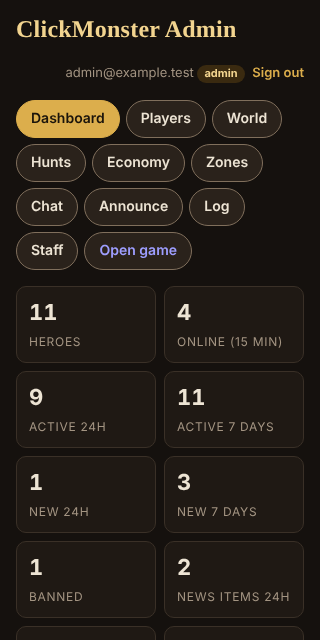 ClickMonster Admin
admin@example.test admin Sign out
Dashboard Players World
Hunts Economy Zones
Chat Announce Log
Staff Open game
11 4
HEROES ONLINE (15 MIN)
9 11
ACTIVE 24H ACTIVE 7 DAYS
1 3
NEW 24H NEW 7 DAYS
1 2
BANNED NEWS ITEMS 24H